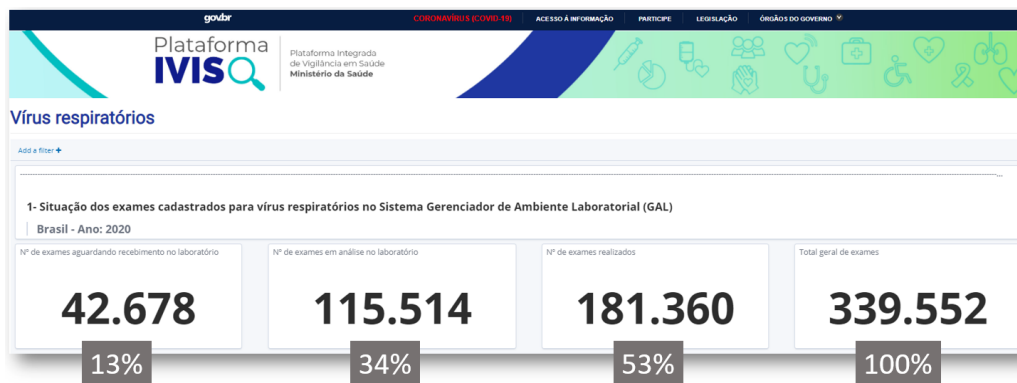 gov.br
CORONAVÍRUS (COVID-19)
ACESSO À INFORMAÇÃO
PARTICIPE
LEGISLAÇÃO
ÓRGÃOS DO GOVERNO
Plataforma
IVIS
Plataforma Integrada
de Vigilância em Saúde
Ministério da Saúde
Vírus respiratórios
Add a filter +
1- Situação dos exames cadastrados para vírus respiratórios no Sistema Gerenciador de Ambiente Laboratorial (GAL)
Brasil - Ano: 2020
Nº de exames aguardando recebimento no laboratório
42.678
13%
Nº de exames em análise no laboratório
115.514
34%
Nº de exames realizados
181.360
53%
Total geral de exames
339.552
100%